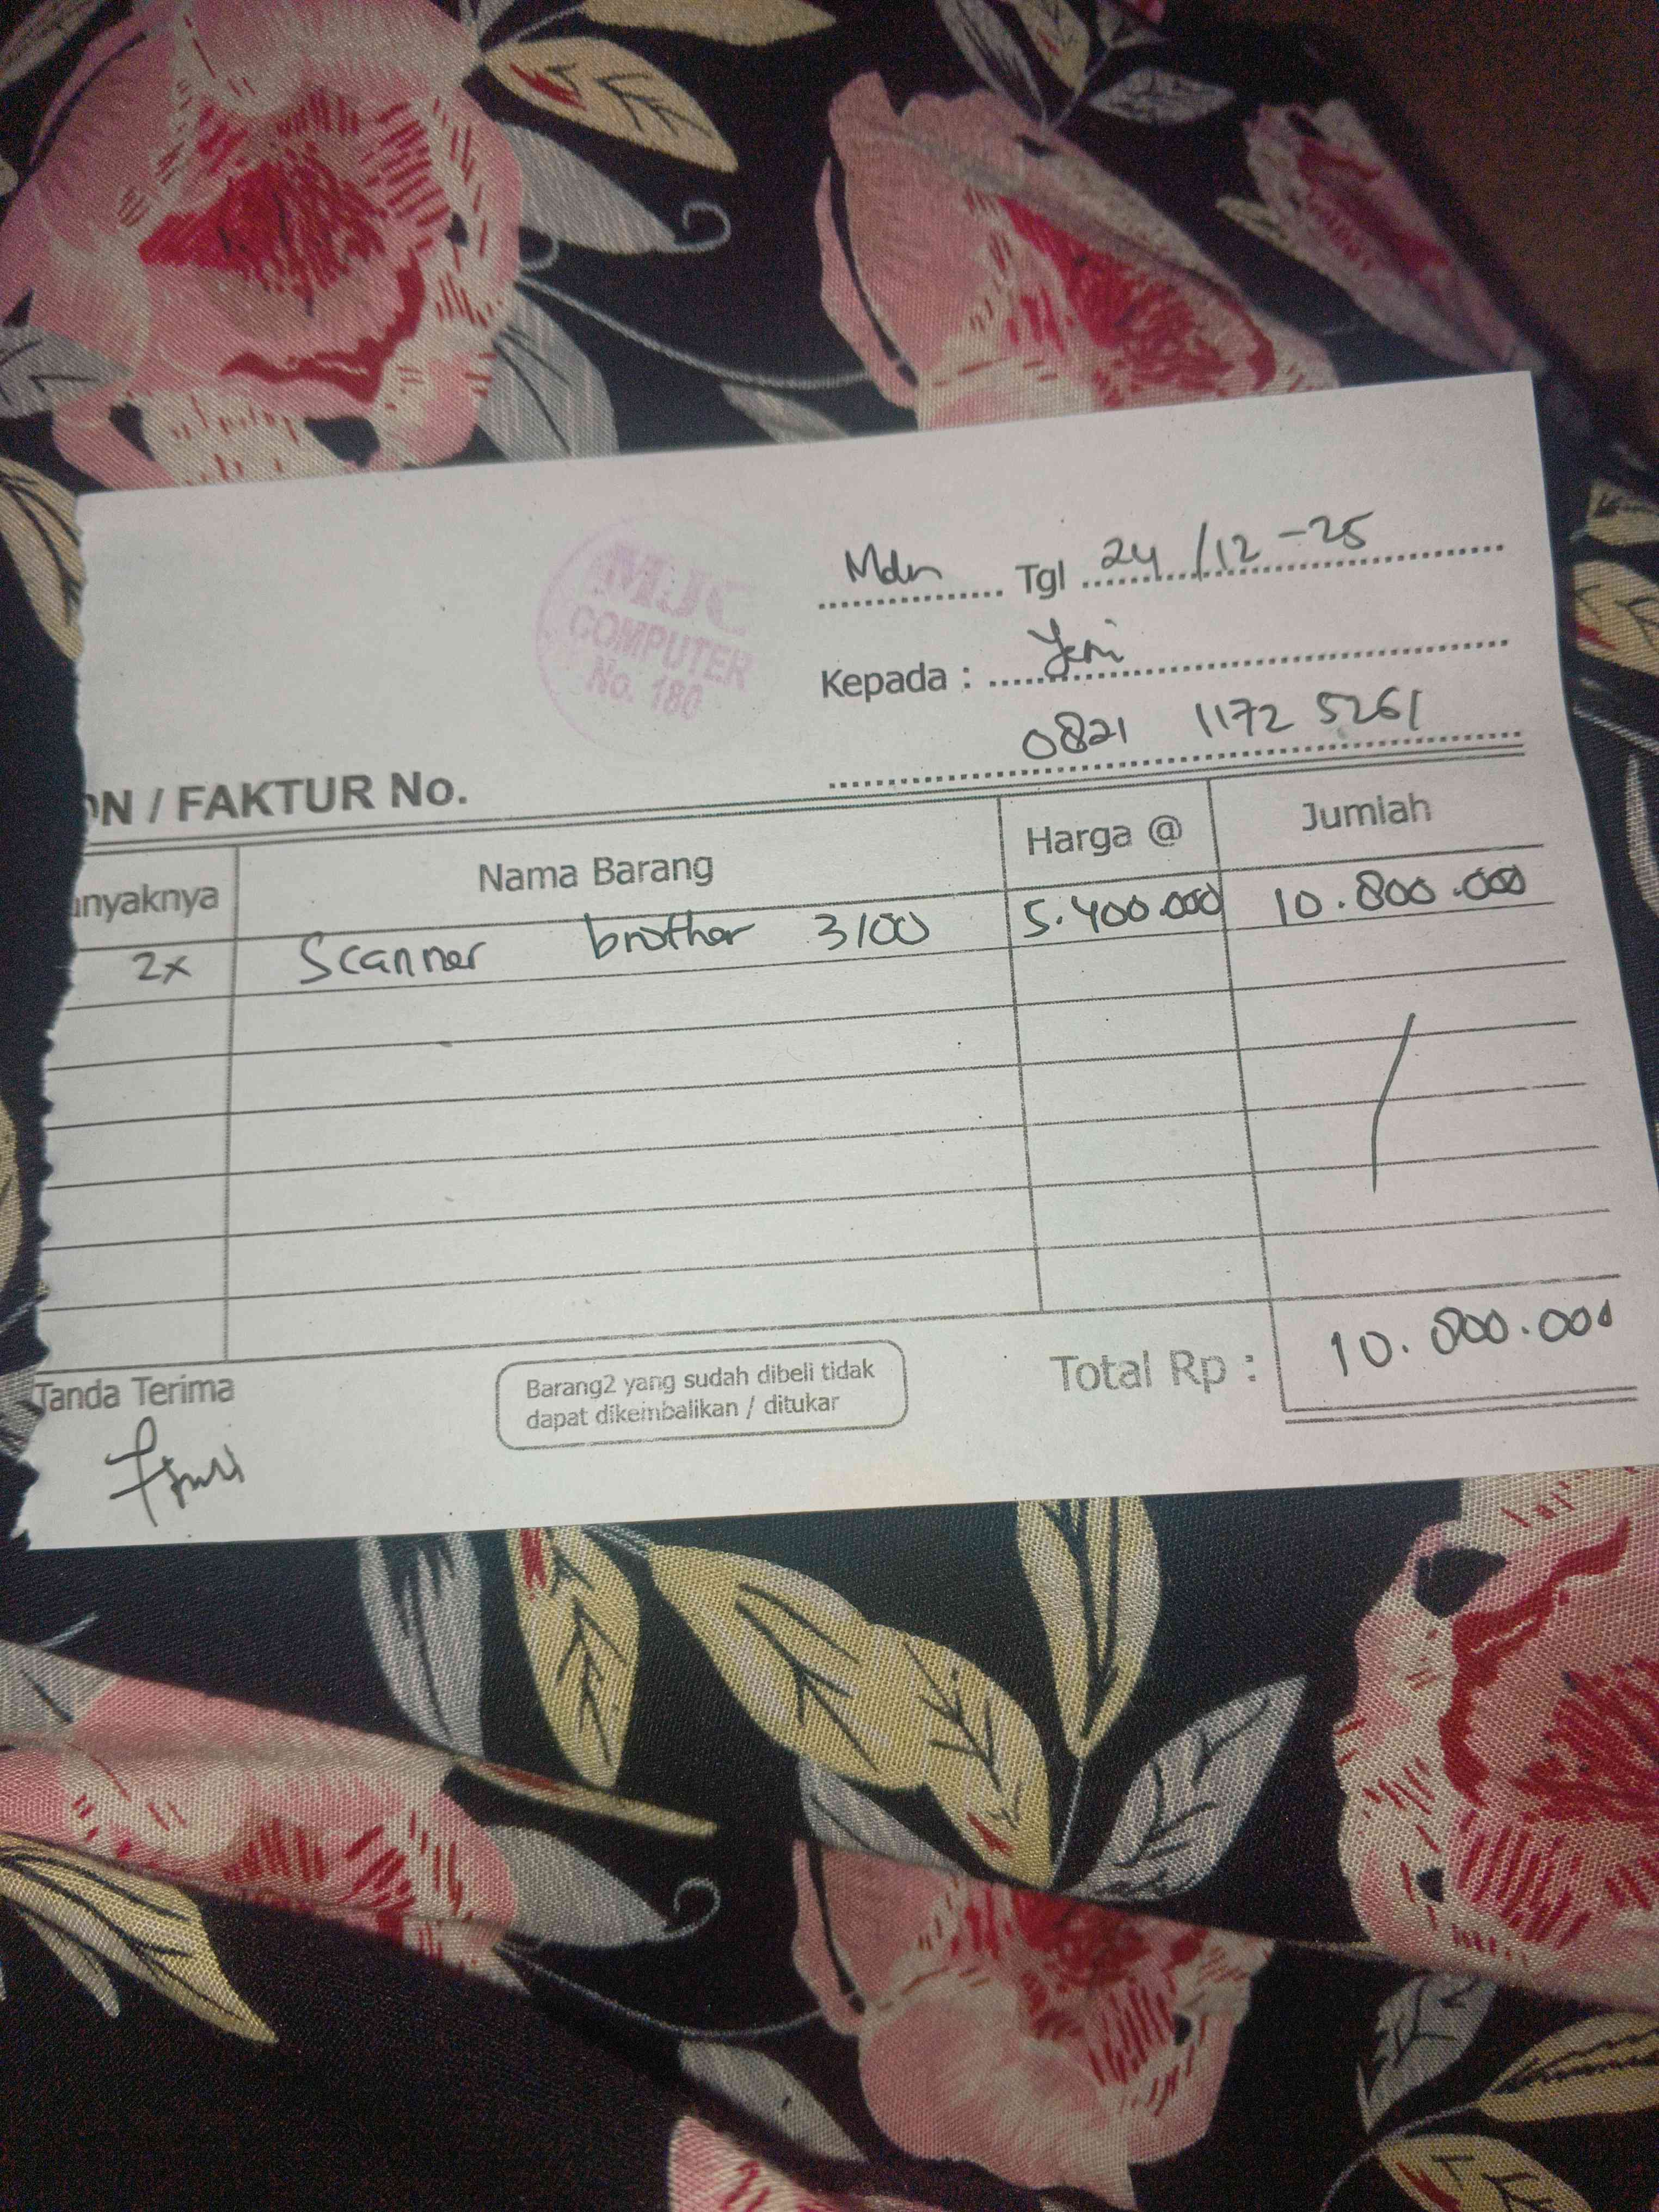 MJC
COMPUTER
No. 180
Mdn Tgl 24/12-25
Kepada : Yeni
0821 1172 5261
ON / FAKTUR No.
anyaknya Nama Barang Harga @ Jumlah
2x Scanner brother 3100 5.400.000 10.800.000
Tanda Terima
Barang2 yang sudah dibeli tidak
dapat dikembalikan / ditukar
Total Rp : 10.800.000